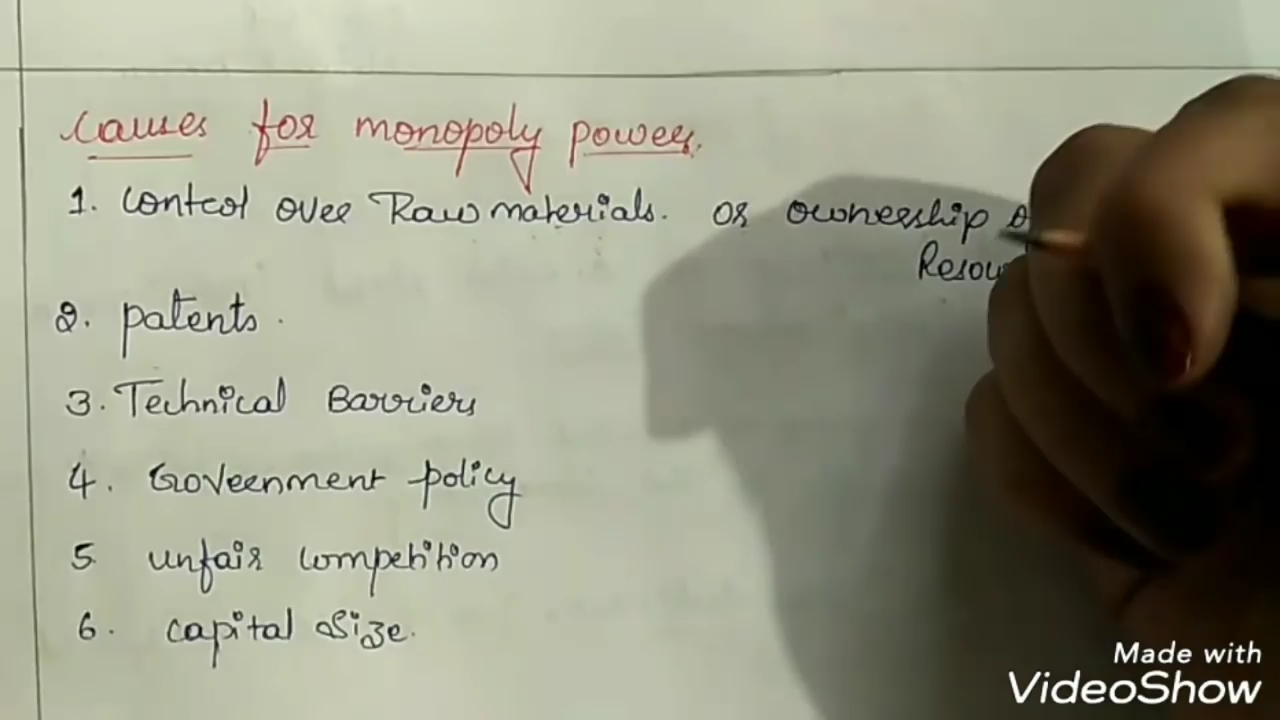 Causes for monopoly power.
1. Control over Raw materials. or ownership
2. patents.
3. Technical Barriers
4. Government policy
5. unfair competition
6. capital size.
Made with
VideoShow